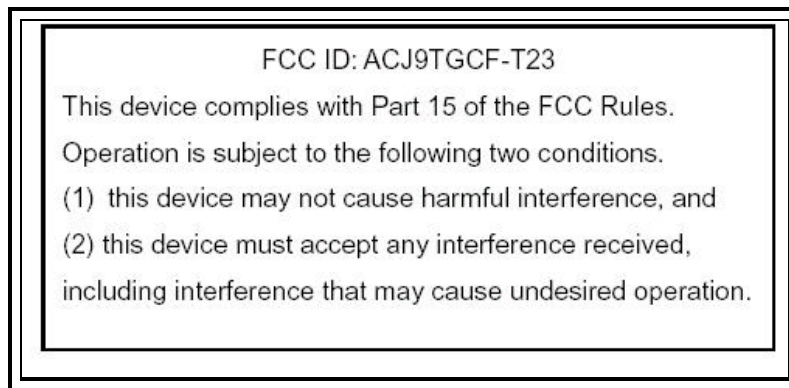 FCC ID: ACJ9TGCF-T23
This device complies with Part 15 of the FCC Rules.
Operation is subject to the following two conditions.
(1) this device may not cause harmful interference, and
(2) this device must accept any interference received,
including interference that may cause undesired operation.